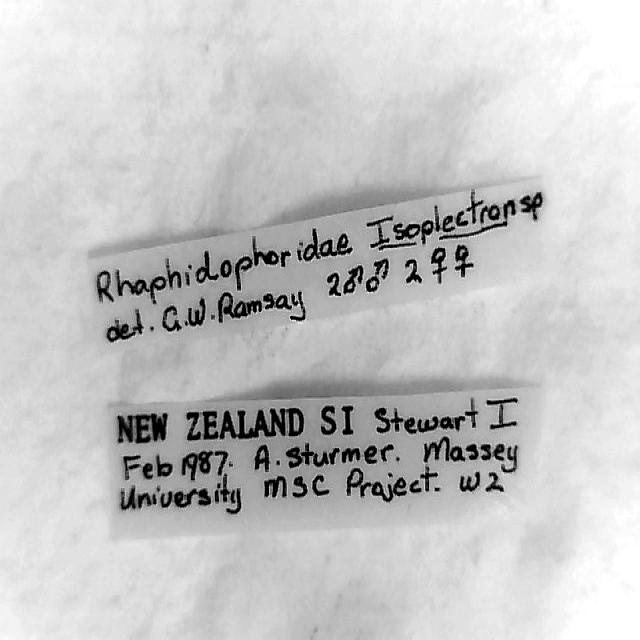 Rhaphidophoridae Isoplectron sp
det. G.W. Ramsay 2♂♂ 2♀♀
NEW ZEALAND SI Stewart I
Feb 1987. A. Sturmer. Massey
University MSC Project. W2